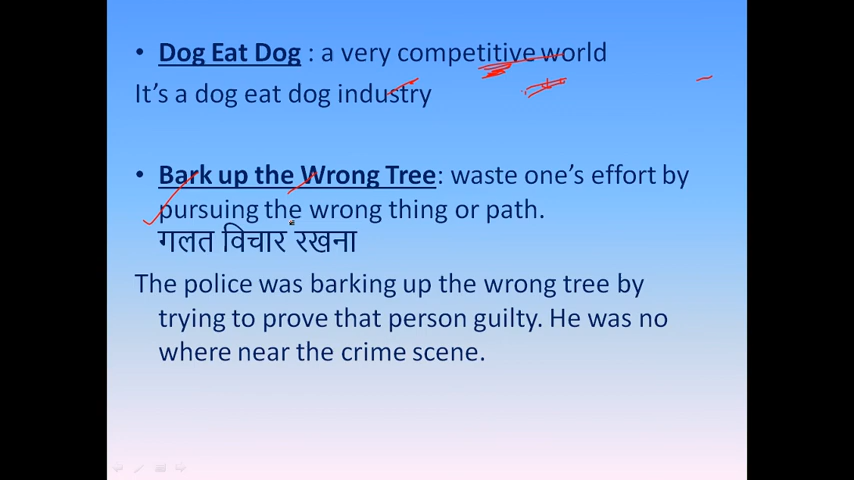 • Dog Eat Dog : a very competitive world
It's a dog eat dog industry
• Bark up the Wrong Tree: waste one's effort by
pursuing the wrong thing or path.
गलत विचार रखना
The police was barking up the wrong tree by
trying to prove that person guilty. He was no
where near the crime scene.